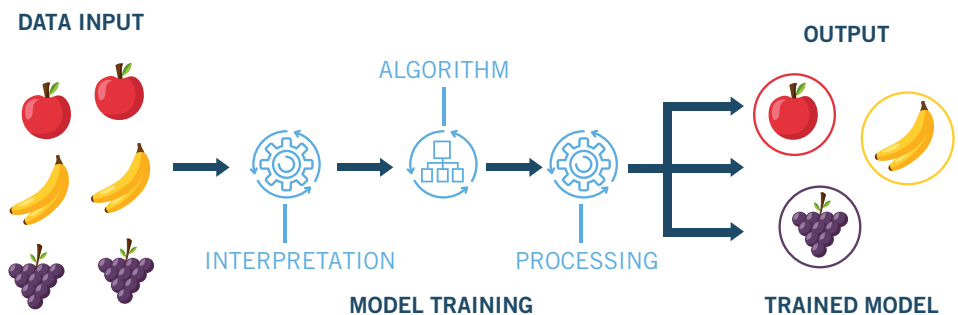 DATA INPUT
OUTPUT
ALGORITHM
INTERPRETATION
PROCESSING
MODEL TRAINING
TRAINED MODEL